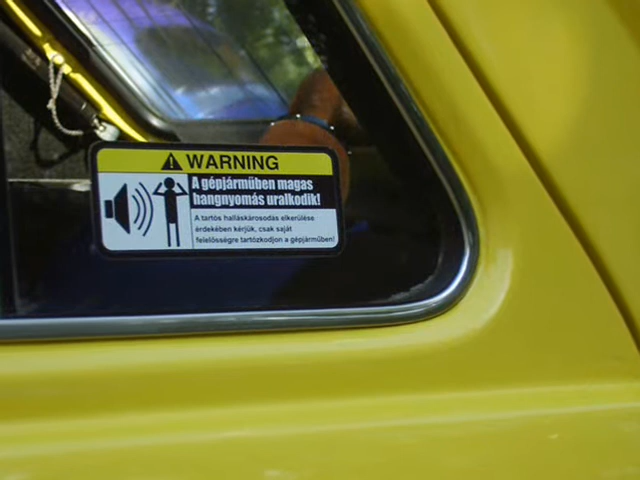 WARNING
A gépjárműben magas
hangnyomás uralkodik!
A tartós halláskárosodás elkerülése
érdekében kérjük, csak saját
felelősségre tartózkodjon a gépjárműben!